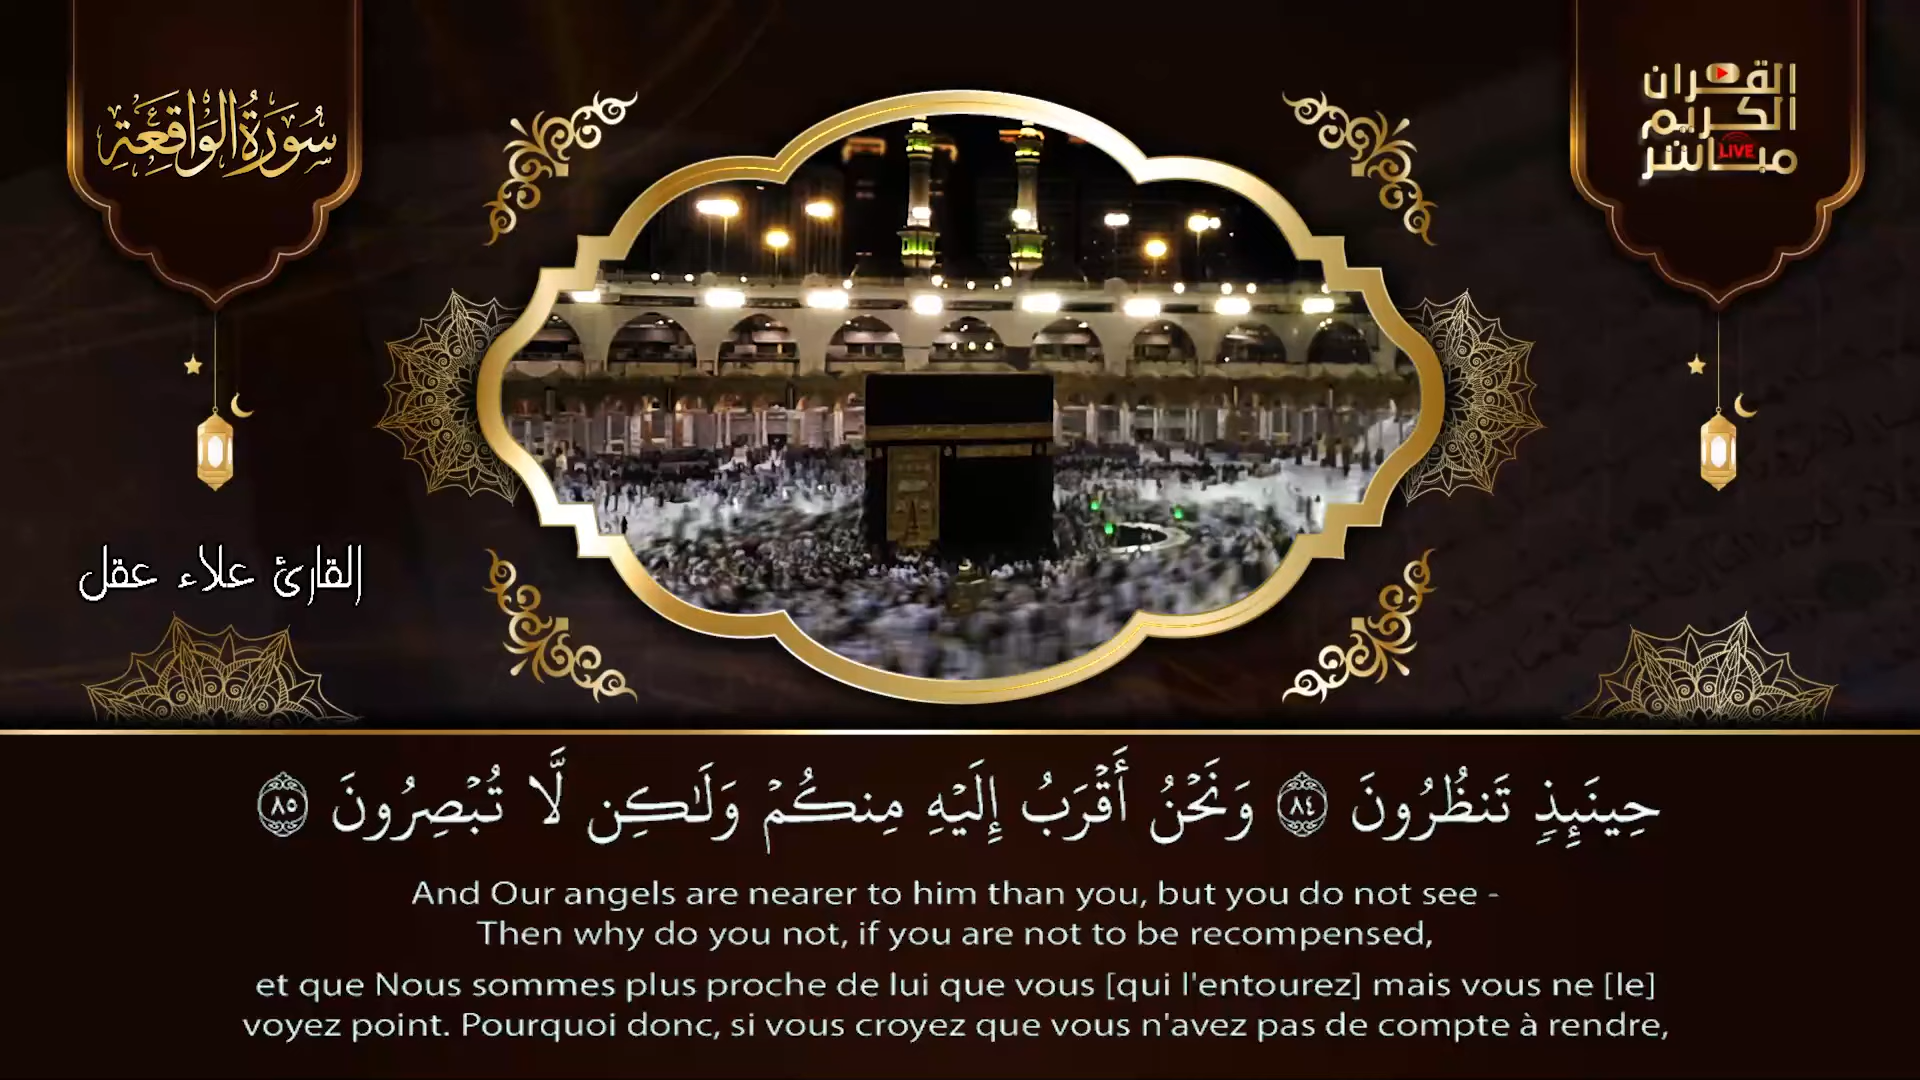 سُورَةُ الوَاقِعَةِ
القرآن
الكريم
مباشر
LIVE
القارئ علاء عقل
حِينَئِذٍ تَنظُرُونَ ٨٤ وَنَحْنُ أَقْرَبُ إِلَيْهِ مِنكُمْ وَلَٰكِن لَّا تُبْصِرُونَ ٨٥
And Our angels are nearer to him than you, but you do not see -
Then why do you not, if you are not to be recompensed,
et que Nous sommes plus proche de lui que vous [qui l'entourez] mais vous ne [le]
voyez point. Pourquoi donc, si vous croyez que vous n'avez pas de compte à rendre,